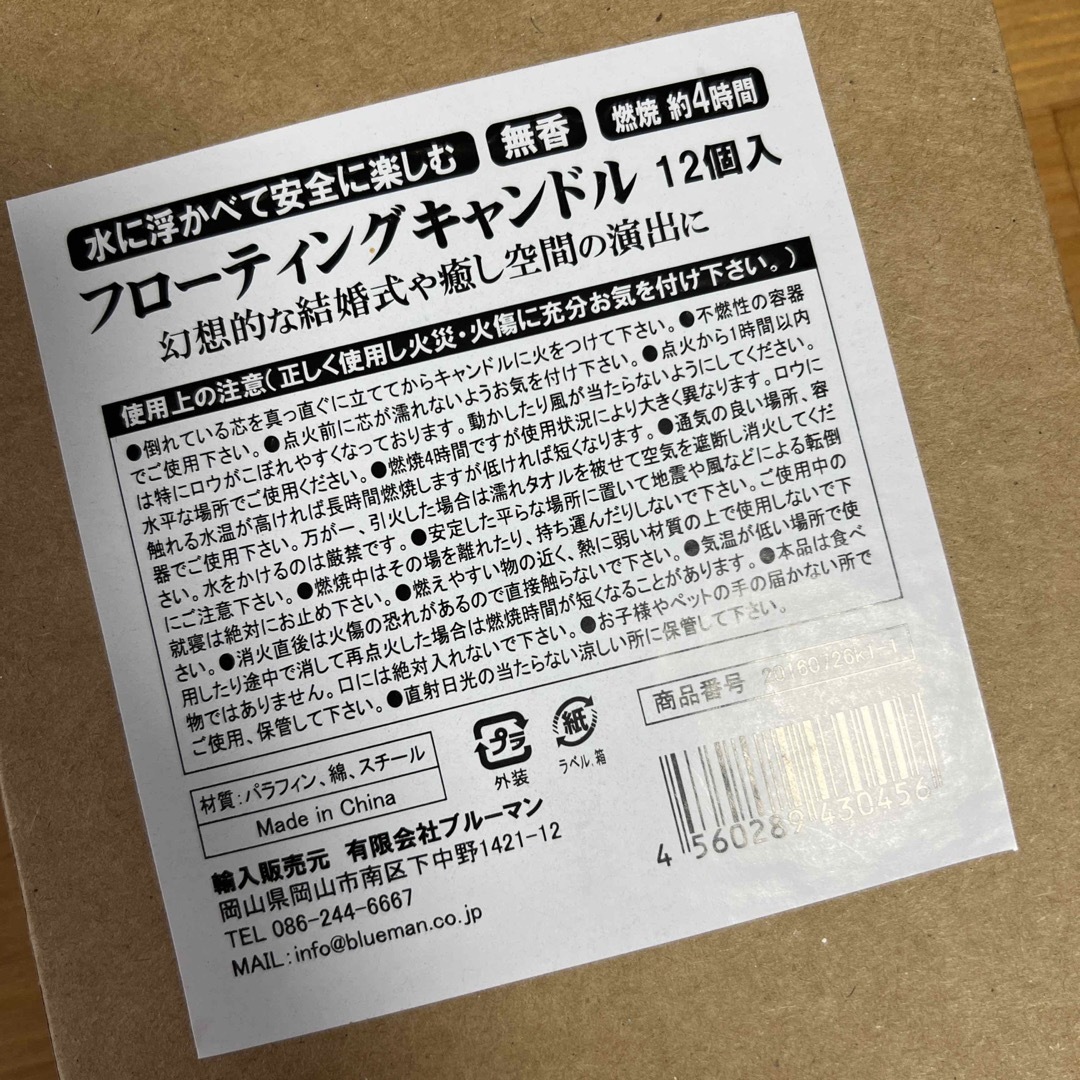 水に浮かべて安全に楽しむ 無香 燃焼 約4時間
フローティングキャンドル 12個入
幻想的な結婚式や癒し空間の演出に
使用上の注意(正しく使用し火災・火傷に充分お気を付け下さい。)
●倒れている芯を真っ直ぐに立ててからキャンドルに火をつけて下さい。●不燃性の容器
でご使用下さい。●点火前に芯が濡れないようお気を付け下さい。●点火から1時間以内
は特にロウがこぼれやすくなっております。動かしたり風が当たらないようにしてください。
水平な場所でご使用ください。●燃焼4時間ですが使用状況により大きく異なります。ロウに
触れる水温が高ければ長時間燃焼しますが低ければ短くなります。●通気の良い場所、容
器でご使用下さい。万が一、引火した場合は濡れタオルを被せて空気を遮断し消火してくだ
さい。水をかけるのは厳禁です。●安定した平らな場所に置いて地震や風などによる転倒
にご注意下さい。●燃焼中はその場を離れたり、持ち運んだりしないで下さい。ご使用中の
就寝は絶対にお止め下さい。●燃えやすい物の近く、熱に弱い材質の上で使用しないで下
さい。●消火直後は火傷の恐れがあるので直接触らないで下さい。●気温が低い場所で使
用したり途中で消して再点火した場合は燃焼時間が短くなることがあります。●本品は食べ
物ではありません。口には絶対入れないで下さい。●お子様やペットの手の届かない所で
ご使用、保管して下さい。●直射日光の当たらない涼しい所に保管して下さい。
材質:パラフィン、綿、スチール
Made in China
プラ
外装
紙
ラベル、箱
商品番号
4 560289 430456
輸入販売元 有限会社ブルーマン
岡山県岡山市南区下中野1421-12
TEL 086-244-6667
MAIL:info@blueman.co.jp